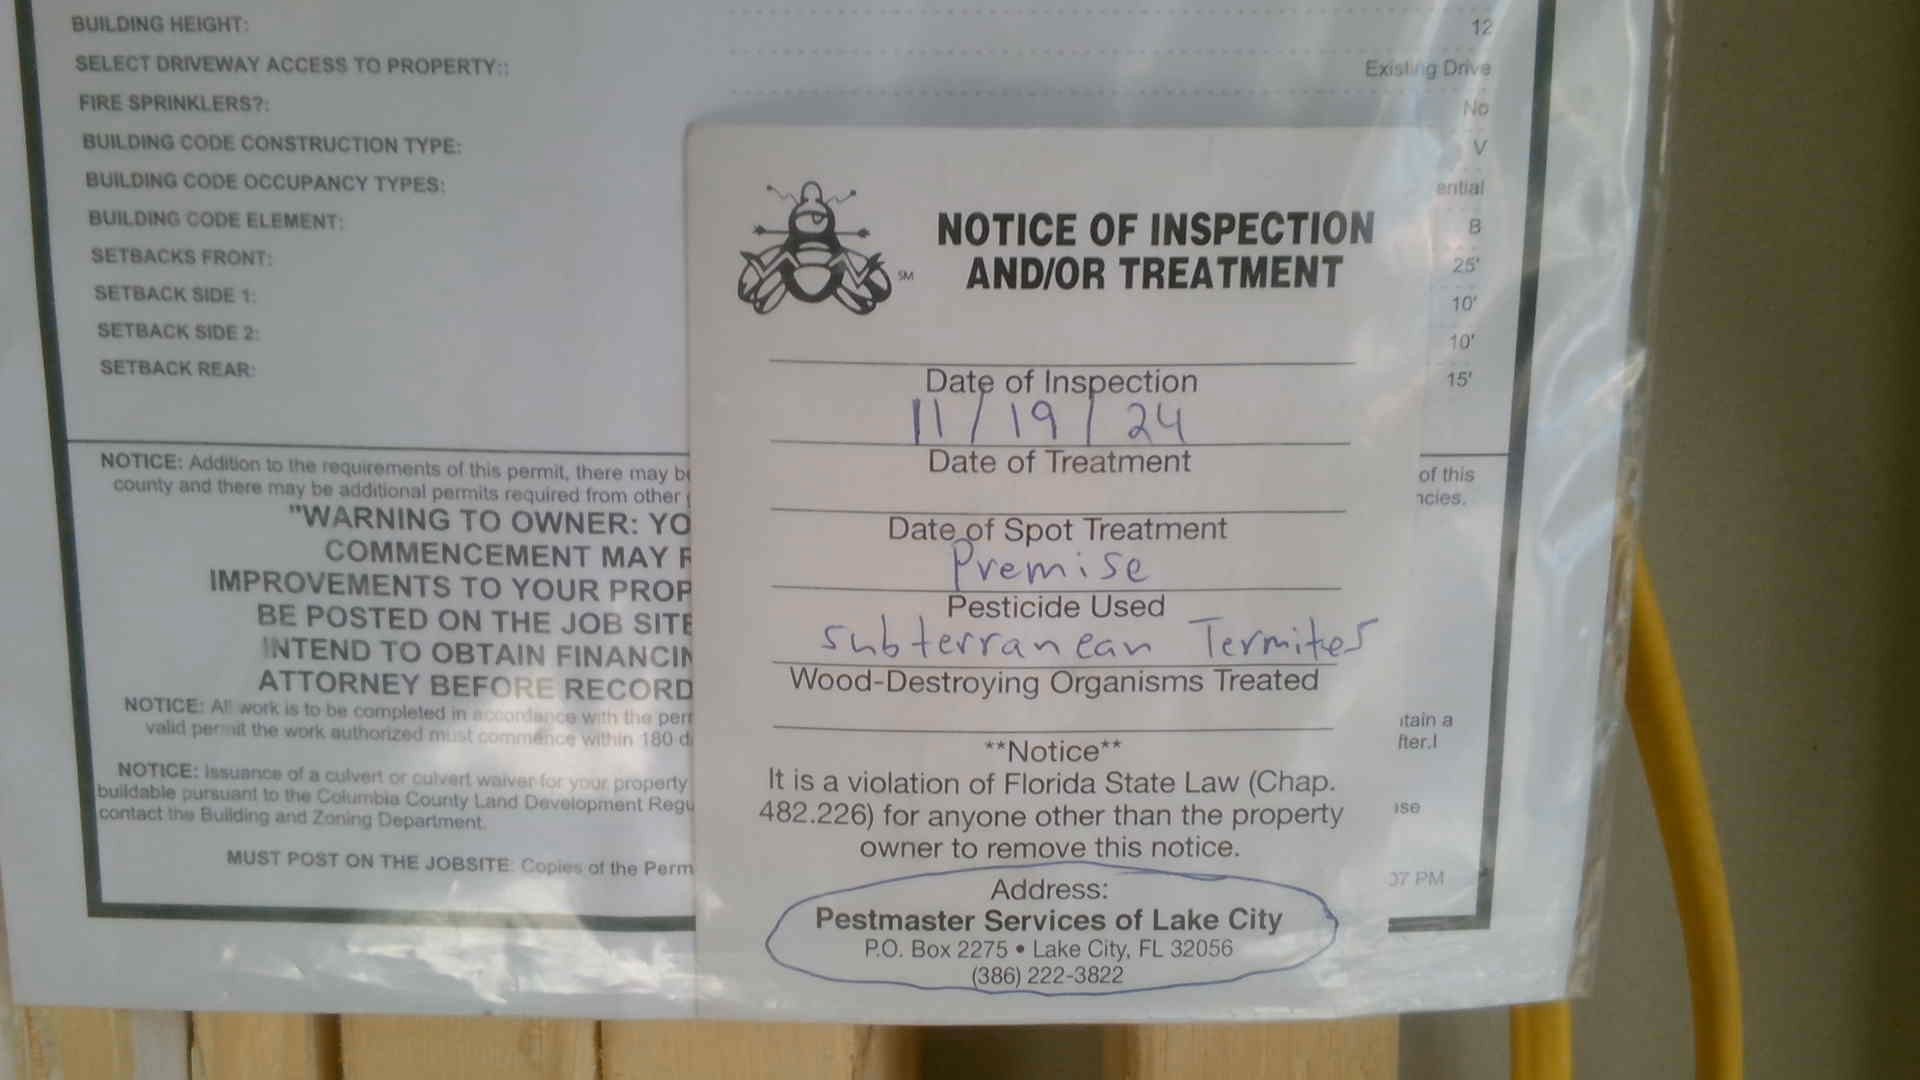 BUILDING HEIGHT: 12
SELECT DRIVEWAY ACCESS TO PROPERTY:: Existing Drive
FIRE SPRINKLERS?: No
BUILDING CODE CONSTRUCTION TYPE: V
BUILDING CODE OCCUPANCY TYPES: ential
BUILDING CODE ELEMENT: B
SETBACKS FRONT: 25'
SETBACK SIDE 1: 10'
SETBACK SIDE 2: 10'
SETBACK REAR: 15'
NOTICE: Addition to the requirements of this permit, there may be of this
county and there may be additional permits required from other ncies.
"WARNING TO OWNER: YO
COMMENCEMENT MAY R
IMPROVEMENTS TO YOUR PROP
BE POSTED ON THE JOB SITE
INTEND TO OBTAIN FINANCIN
ATTORNEY BEFORE RECORD
NOTICE: All work is to be completed in accordance with the perm tain a
valid permit the work authorized must commence within 180 d fter.
NOTICE: Issuance of a culvert or culvert waiver for your property
buildable pursuant to the Columbia County Land Development Regu
contact the Building and Zoning Department.
MUST POST ON THE JOBSITE: Copies of the Perm 07 PM
NOTICE OF INSPECTION
AND/OR TREATMENT
SM
Date of Inspection
11/19/24
Date of Treatment
Date of Spot Treatment
Premise
Pesticide Used
Subterranean Termites
Wood-Destroying Organisms Treated
**Notice**
It is a violation of Florida State Law (Chap.
482.226) for anyone other than the property
owner to remove this notice.
Address:
Pestmaster Services of Lake City
P.O. Box 2275 • Lake City, FL 32056
(386) 222-3822